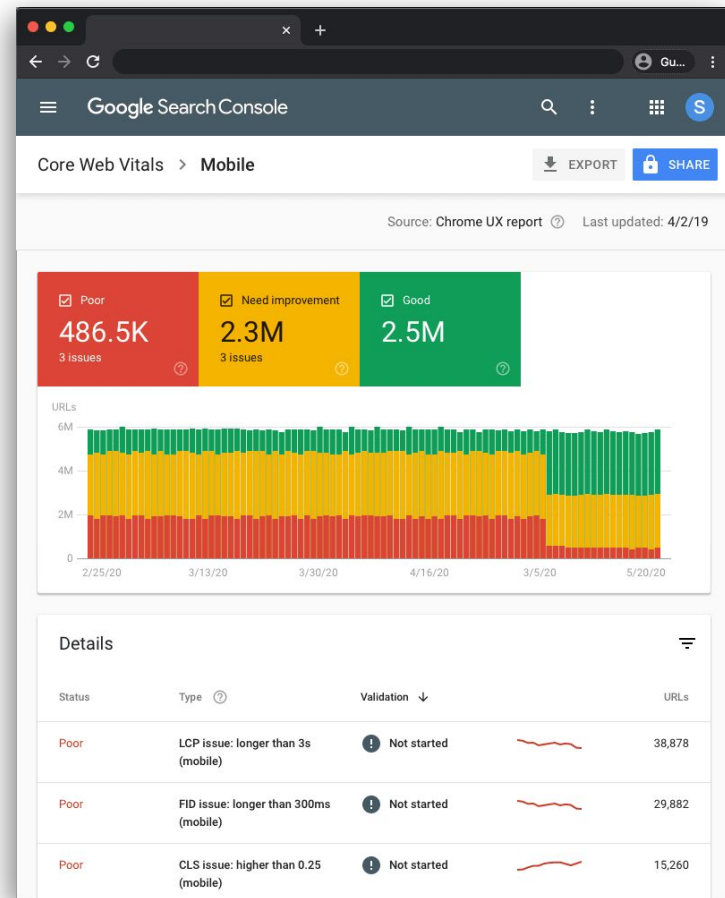 Gu...
Google Search Console
S
Core Web Vitals > Mobile
EXPORT
SHARE
Source: Chrome UX report
Last updated: 4/2/19
Poor
486.5K
3 issues
Need improvement
2.3M
3 issues
Good
2.5M
URLs
6M
4M
2M
0
2/25/20 3/13/20 3/30/20 4/16/20 3/5/20 5/20/20
Details
Status Type Validation URLs
Poor LCP issue: longer than 3s Not started 38,878
(mobile)
Poor FID issue: longer than 300ms Not started 29,882
(mobile)
Poor CLS issue: higher than 0.25 Not started 15,260
(mobile)